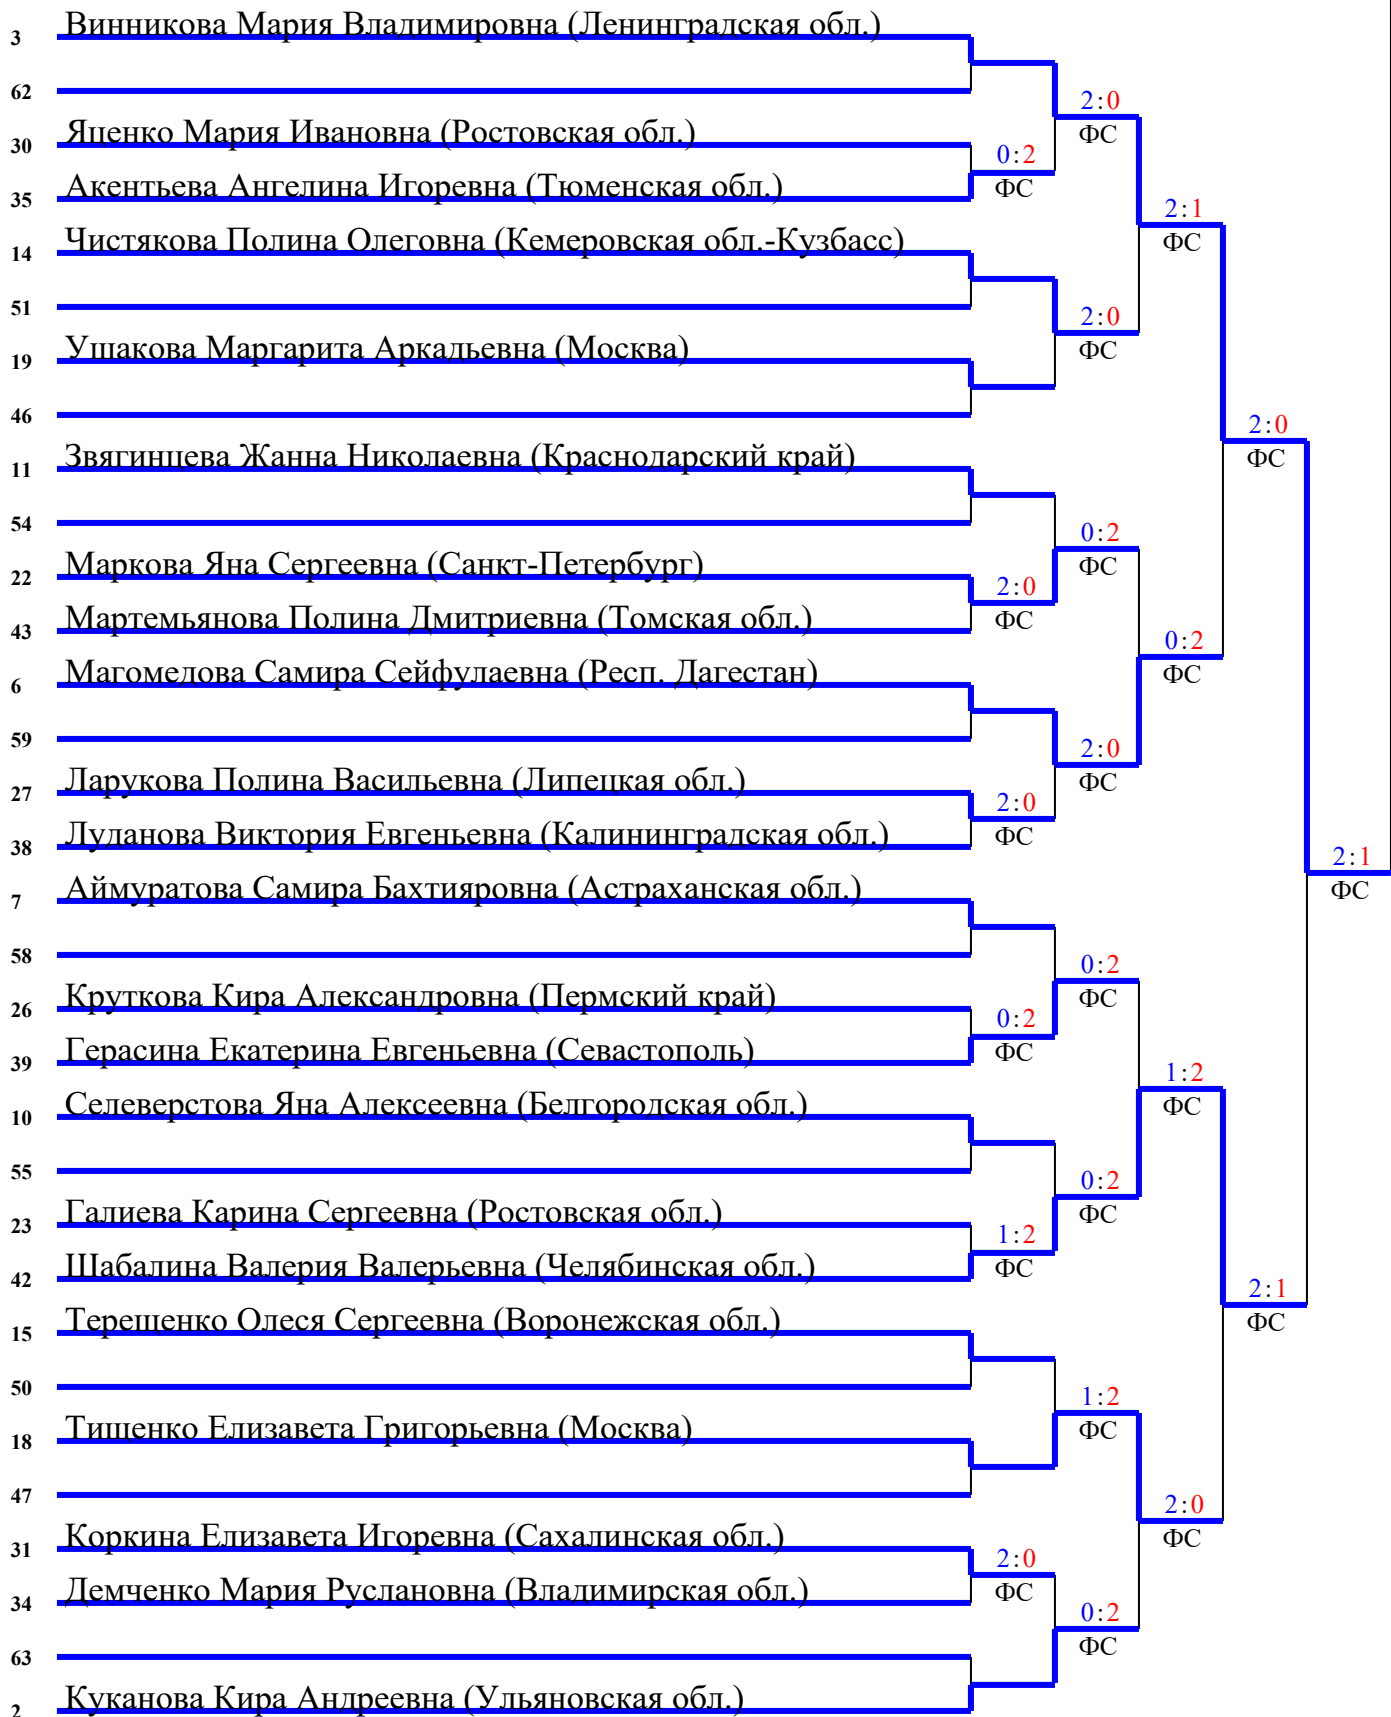 3 Винникова Мария Владимировна (Ленинградская обл.)
62
2:0
ФС
30 Яценко Мария Ивановна (Ростовская обл.)
0:2
ФС
35 Акентьева Ангелина Игоревна (Тюменская обл.)
2:1
ФС
14 Чистякова Полина Олеговна (Кемеровская обл.-Кузбасс)
51
2:0
ФС
19 Ушакова Маргарита Аркадьевна (Москва)
46
2:0
ФС
11 Звягинцева Жанна Николаевна (Краснодарский край)
54
0:2
ФС
22 Маркова Яна Сергеевна (Санкт-Петербург)
2:0
ФС
43 Мартемьянова Полина Дмитриевна (Томская обл.)
0:2
ФС
6 Магомедова Самира Сейфулаевна (Респ. Дагестан)
59
2:0
ФС
27 Ларукова Полина Васильевна (Липецкая обл.)
2:0
ФС
38 Луданова Виктория Евгеньевна (Калининградская обл.)
2:1
ФС
7 Аймуратова Самира Бахтияровна (Астраханская обл.)
58
0:2
ФС
26 Круткова Кира Александровна (Пермский край)
0:2
ФС
39 Герасина Екатерина Евгеньевна (Севастополь)
1:2
ФС
10 Селеверстова Яна Алексеевна (Белгородская обл.)
55
0:2
ФС
23 Галиева Карина Сергеевна (Ростовская обл.)
1:2
ФС
42 Шабалина Валерия Валерьевна (Челябинская обл.)
2:1
ФС
15 Терещенко Олеся Сергеевна (Воронежская обл.)
50
1:2
ФС
18 Тищенко Елизавета Григорьевна (Москва)
47
2:0
ФС
31 Коркина Елизавета Игоревна (Сахалинская обл.)
2:0
ФС
34 Демченко Мария Руслановна (Владимирская обл.)
0:2
ФС
63
2 Куканова Кира Андреевна (Ульяновская обл.)